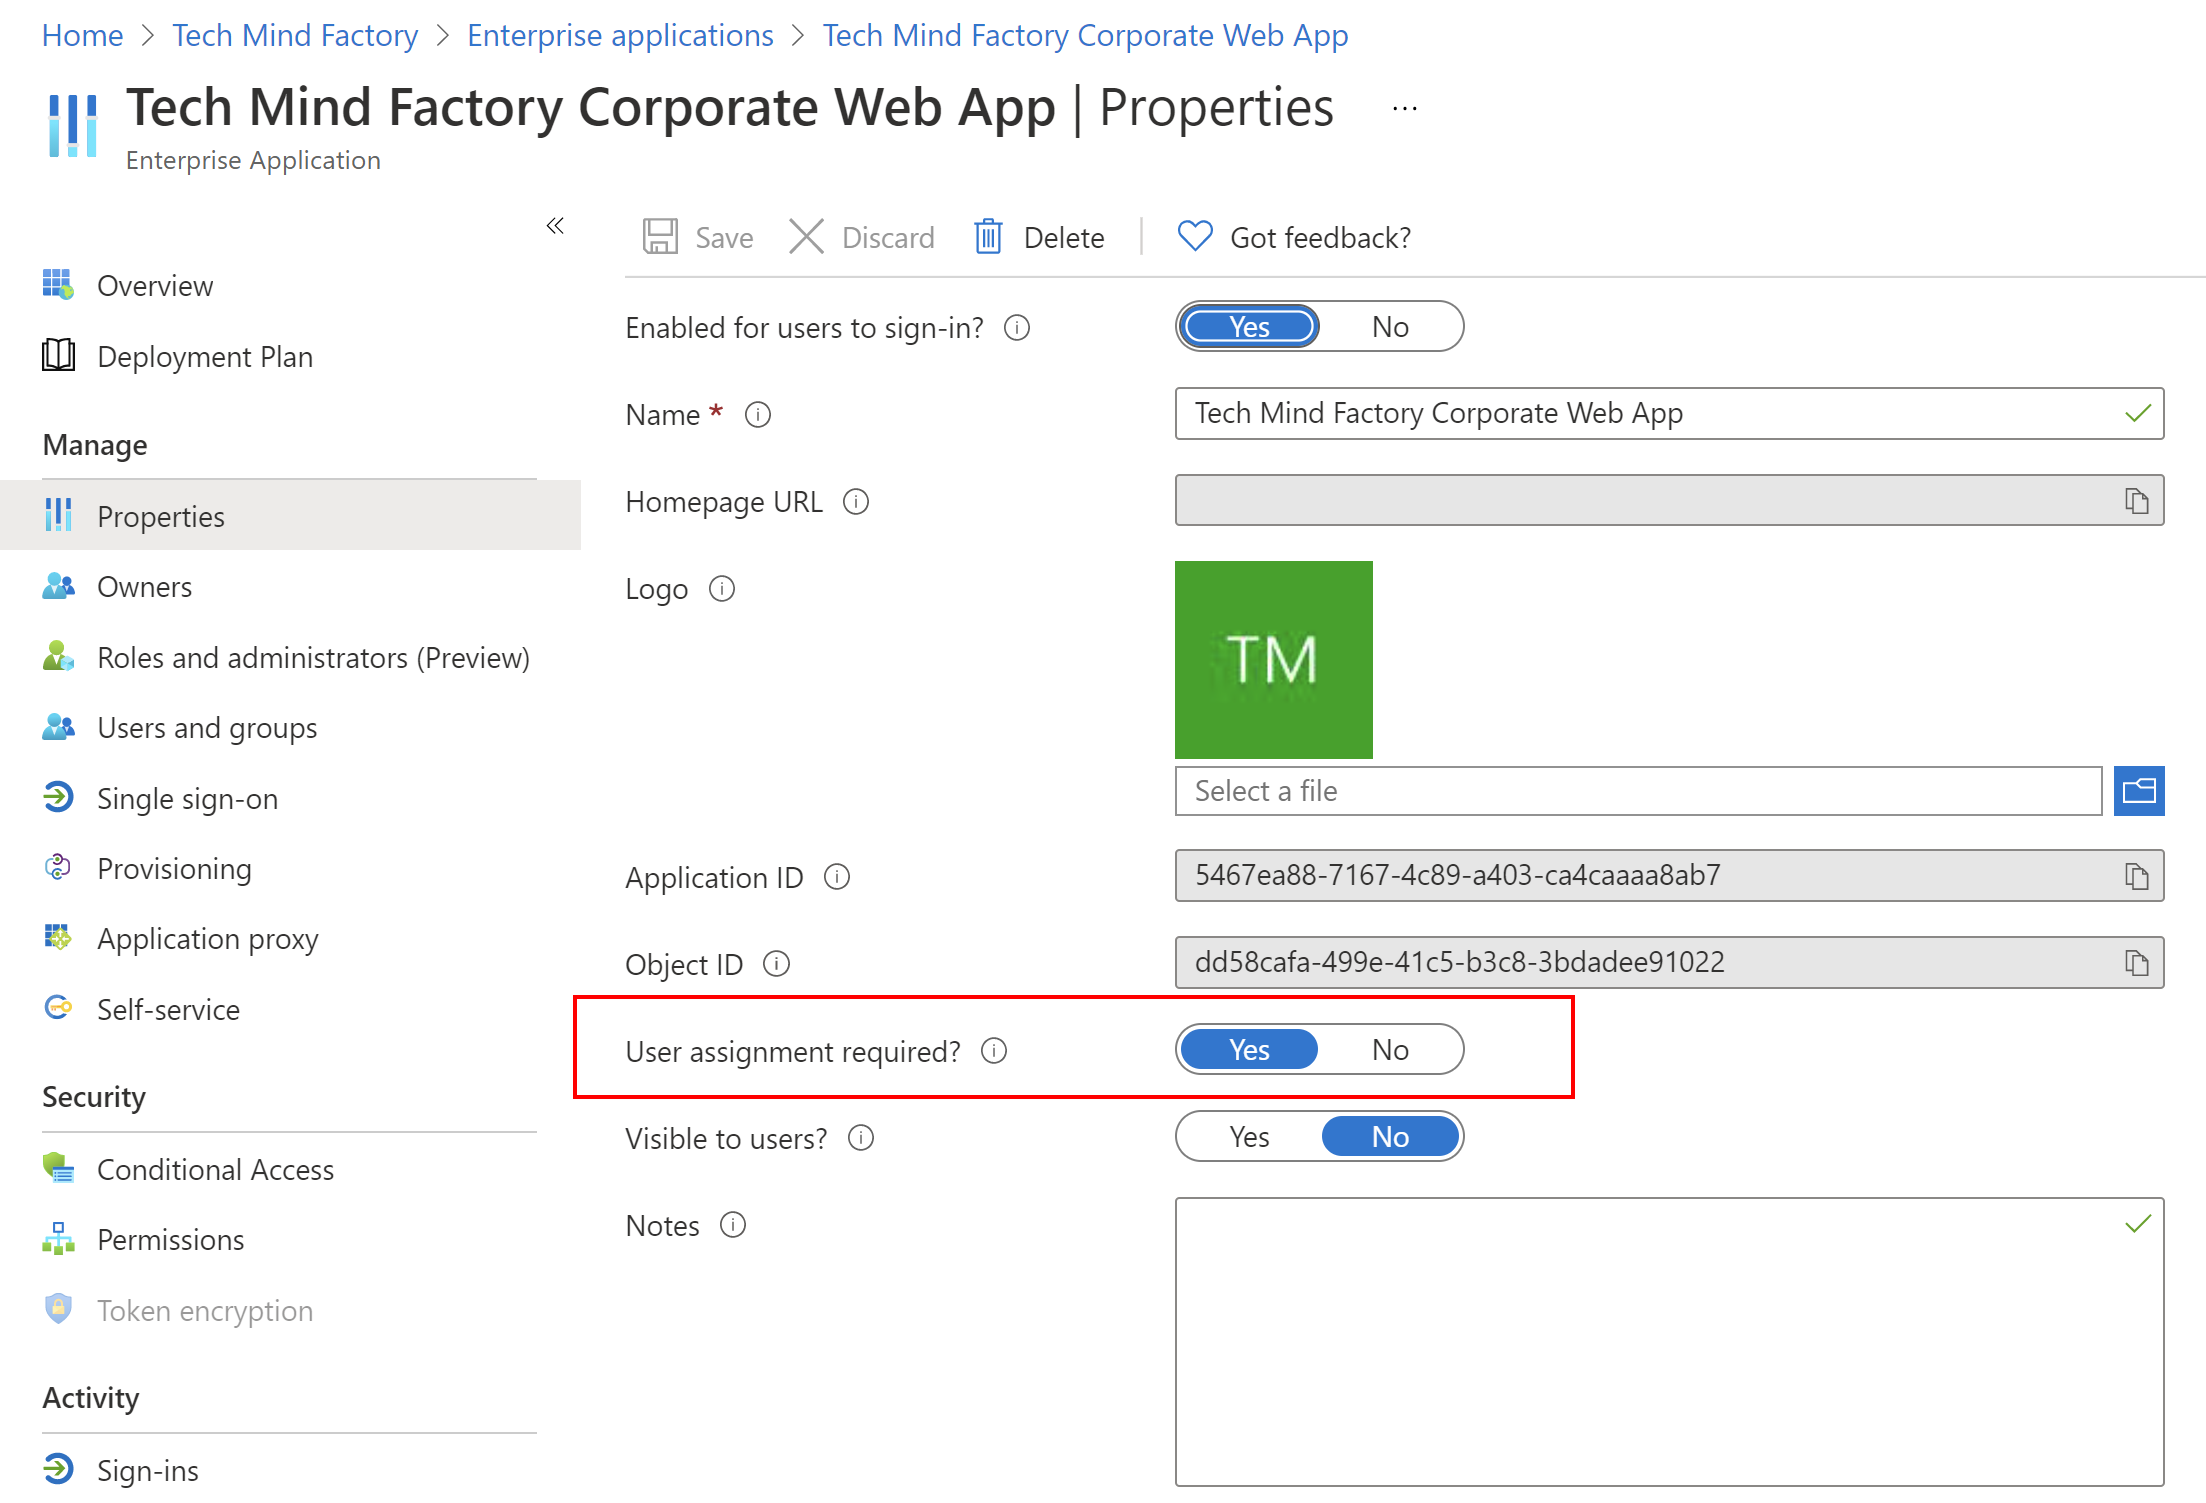 Home > Tech Mind Factory > Enterprise applications > Tech Mind Factory Corporate Web App
Tech Mind Factory Corporate Web App | Properties ...
Enterprise Application
«
Overview
Deployment Plan
Manage
Properties
Owners
Roles and administrators (Preview)
Users and groups
Single sign-on
Provisioning
Application proxy
Self-service
Security
Conditional Access
Permissions
Token encryption
Activity
Sign-ins
Save Discard Delete Got feedback?
Enabled for users to sign-in? Yes No
Name * Tech Mind Factory Corporate Web App
Homepage URL
Logo
TM
Select a file
Application ID 5467ea88-7167-4c89-a403-ca4caaaa8ab7
Object ID dd58cafa-499e-41c5-b3c8-3bdadee91022
User assignment required? Yes No
Visible to users? Yes No
Notes